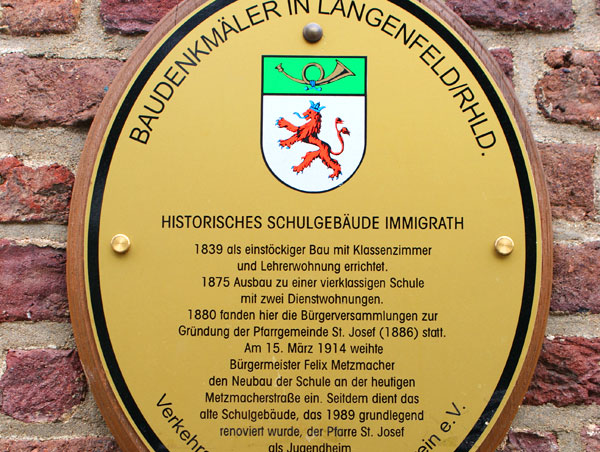 BAUDENKMÄLER IN LANGENFELD/RHLD.
HISTORISCHES SCHULGEBÄUDE IMMIGRATH
1839 als einstöckiger Bau mit Klassenzimmer
und Lehrerwohnung errichtet.
1875 Ausbau zu einer vierklassigen Schule
mit zwei Dienstwohnungen.
1880 fanden hier die Bürgerversammlungen zur
Gründung der Pfarrgemeinde St. Josef (1886) statt.
Am 15. März 1914 weihte
Bürgermeister Felix Metzmacher
den Neubau der Schule an der heutigen
Metzmacherstraße ein. Seitdem dient das
alte Schulgebäude, das 1989 grundlegend
renoviert wurde, der Pfarre St. Josef
als Jugendheim
e.V.